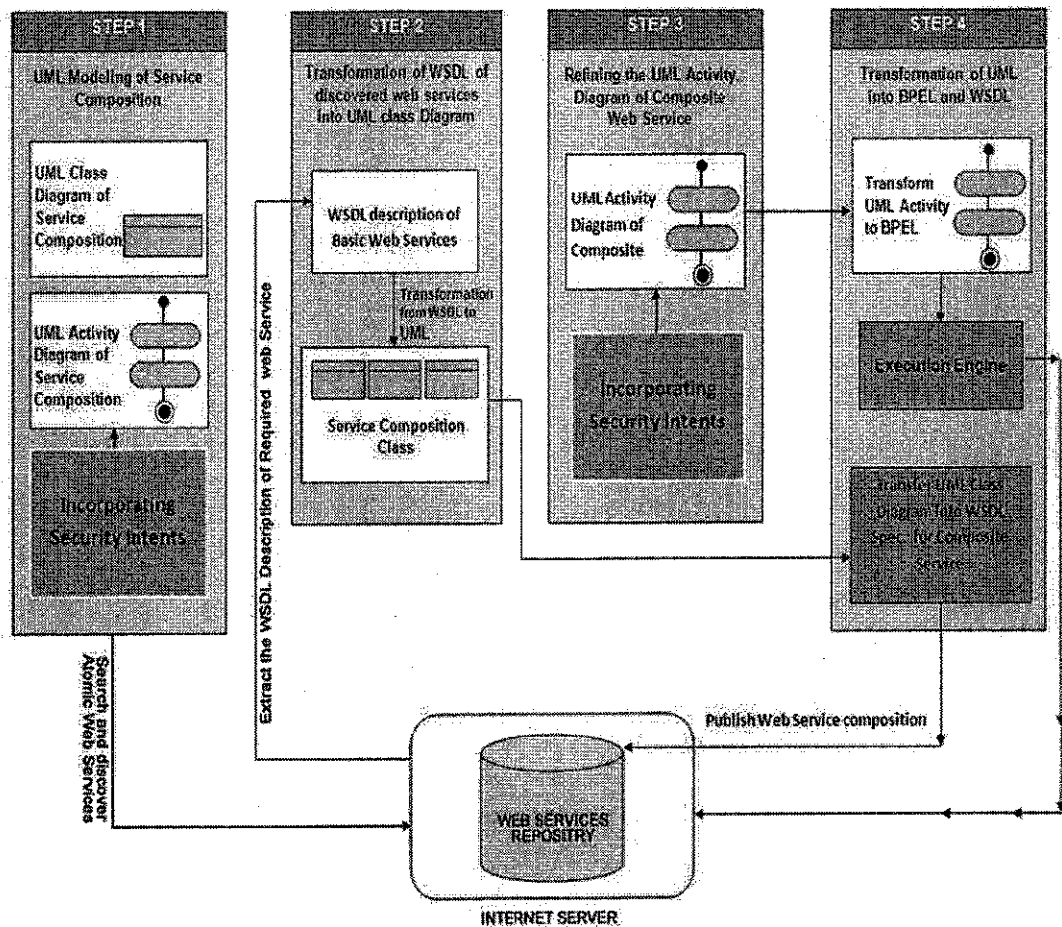 STEP 1
UML Modeling of Service
Composition
UML Class
Diagram of
Service
Composition
UML Activity
Diagram of
Service
Composition
Incorporating
Security Intents
Search and discover
Atomic Web Services
Extract the WSDL Description of Required web Service
STEP 2
Transformation of WSDL of
discovered web services
into UML class Diagram
WSDL description of
Basic Web Services
Transformation
from WSDL to
UML
Service Composition
Class
STEP 3
Refining the UML Activity
Diagram of Composite
Web Service
UML Activity
Diagram of
Composite
Incorporating
Security Intents
STEP 4
Transformation of UML
into BPEL and WSDL
Transform
UML Activity
to BPEL
Execution Engine
Transfer UML Class
Diagram into WSDL
Spec for Composite
Service
Publish Web Service composition
WEB SERVICES
REPOSITRY
INTERNET SERVER